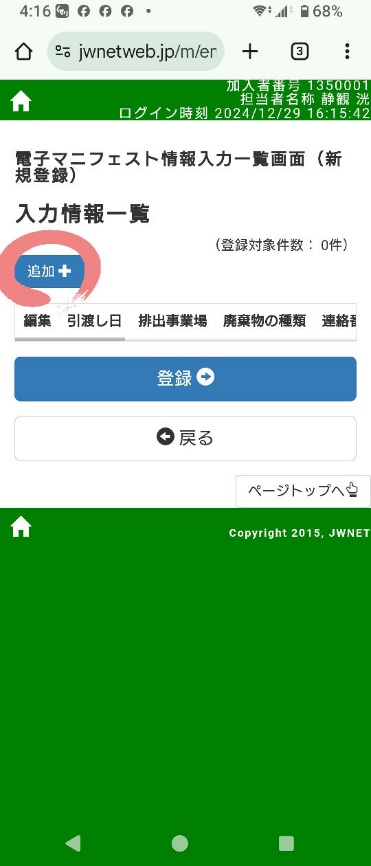 4:16 68%
jwnetweb.jp/m/er 3
加入者番号 1350001
担当者名称 静観 洸
ログイン時刻 2024/12/29 16:15:42
電子マニフェスト情報入力一覧画面（新
規登録）
入力情報一覧
（登録対象件数： 0件）
追加
編集 引渡し日 排出事業場 廃棄物の種類 連絡番
登録
戻る
ページトップへ
Copyright 2015, JWNET